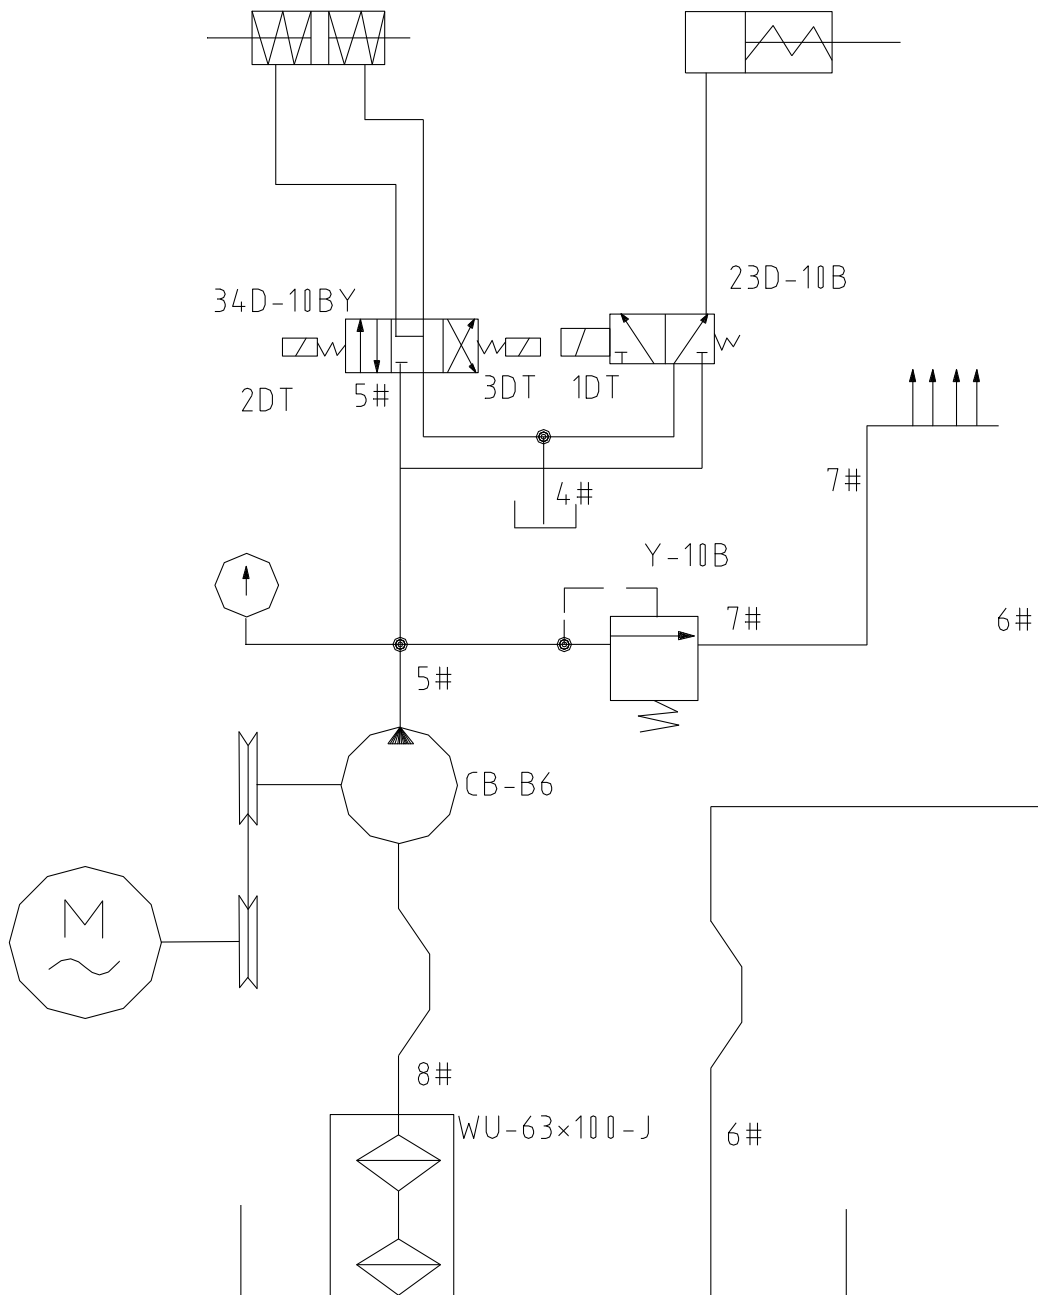 23D-10B
34D-10BY
2DT
5#
3DT
1DT
7#
4#
Y-10B
7#
6#
5#
CB-B6
M
8#
WU-63×100-J
6#